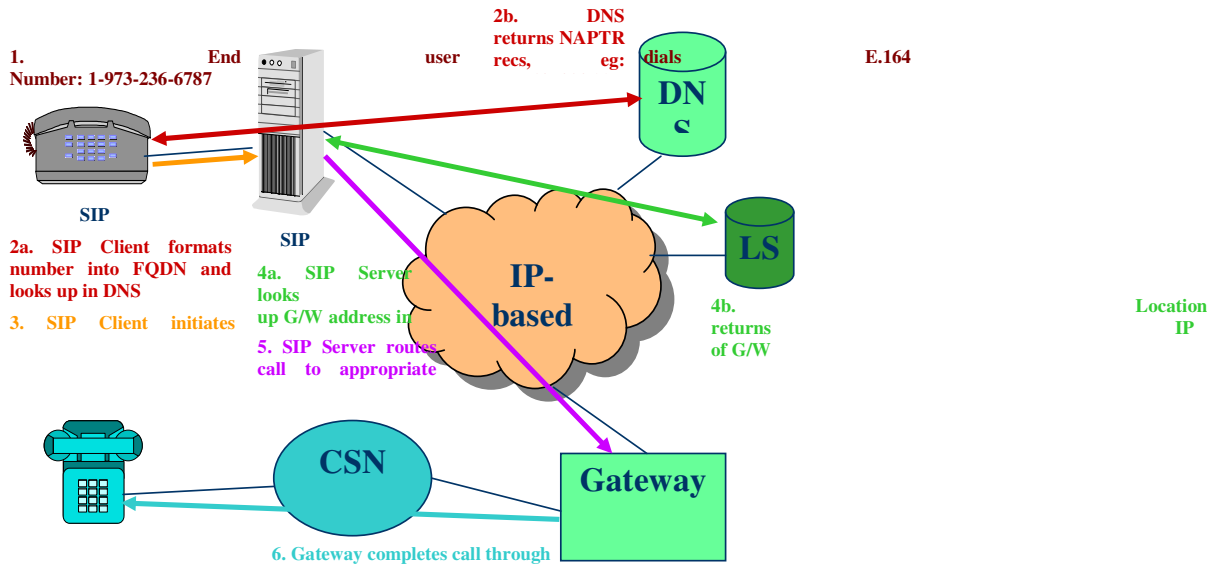 1. End user dials E.164
Number: 1-973-236-6787
2b. DNS
returns NAPTR
recs, eg:
DN
S
SIP
2a. SIP Client formats
number into FQDN and
looks up in DNS
3. SIP Client initiates
SIP
4a. SIP Server
looks
up G/W address in
5. SIP Server routes
call to appropriate
IP-
based
LS
4b. Location
returns IP
of G/W
CSN
Gateway
6. Gateway completes call through